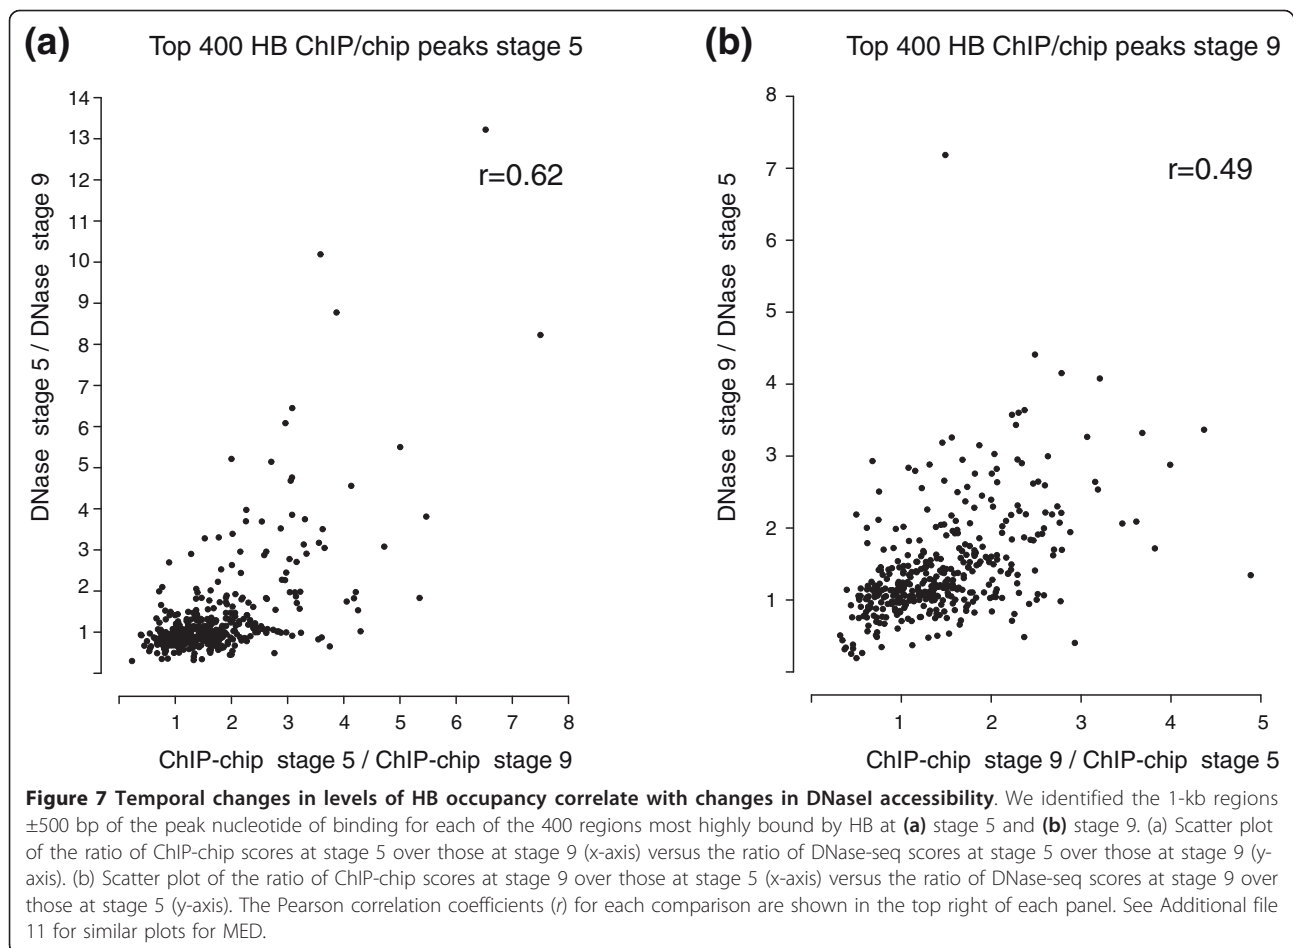 (a)
Top 400 HB ChIP/chip peaks stage 5
14
13
12
11
10
9
8
7
6
5
4
3
2
1
DNase stage 5 / DNase stage 9
r=0.62
1 2 3 4 5 6 7 8
ChIP-chip stage 5 / ChIP-chip stage 9
(b)
Top 400 HB ChIP/chip peaks stage 9
8
7
6
5
4
3
2
1
DNase stage 9 / DNase stage 5
r=0.49
1 2 3 4 5
ChIP-chip stage 9 / ChIP-chip stage 5
Figure 7 Temporal changes in levels of HB occupancy correlate with changes in DNaseI accessibility. We identified the 1-kb regions
±500 bp of the peak nucleotide of binding for each of the 400 regions most highly bound by HB at (a) stage 5 and (b) stage 9. (a) Scatter plot
of the ratio of ChIP-chip scores at stage 5 over those at stage 9 (x-axis) versus the ratio of DNase-seq scores at stage 5 over those at stage 9 (y-
axis). (b) Scatter plot of the ratio of ChIP-chip scores at stage 9 over those at stage 5 (x-axis) versus the ratio of DNase-seq scores at stage 9 over
those at stage 5 (y-axis). The Pearson correlation coefficients (r) for each comparison are shown in the top right of each panel. See Additional file
11 for similar plots for MED.